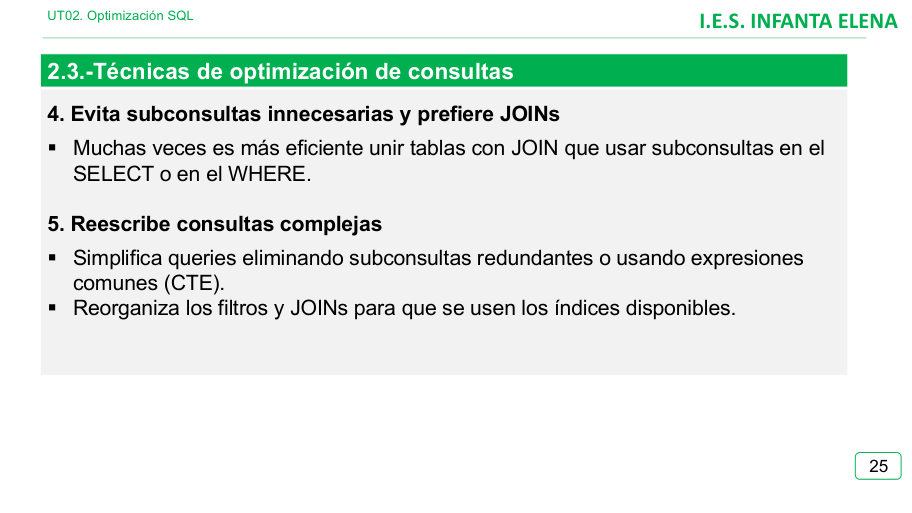 UT02. Optimización SQL
I.E.S. INFANTA ELENA
2.3.-Técnicas de optimización de consultas
4. Evita subconsultas innecesarias y prefiere JOINs
▪ Muchas veces es más eficiente unir tablas con JOIN que usar subconsultas en el
SELECT o en el WHERE.
5. Reescribe consultas complejas
▪ Simplifica queries eliminando subconsultas redundantes o usando expresiones
comunes (CTE).
▪ Reorganiza los filtros y JOINs para que se usen los índices disponibles.
25